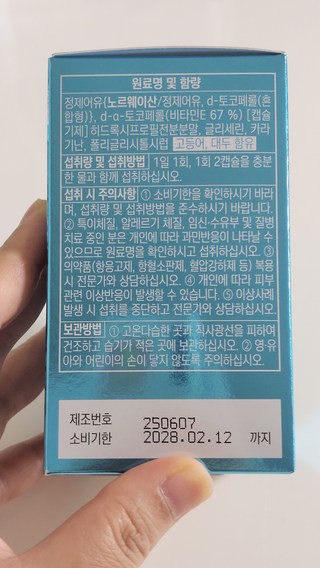 원료명 및 함량
정제어유{노르웨이산/정제어유, d-토코페롤(혼
합형)}, d-α-토코페롤(비타민E 67 %) [캡슐
기제] 히드록시프로필전분분말, 글리세린, 카라
기난, 폴리글리시톨시럽 고등어, 대두 함유
섭취량 및 섭취방법 1일 1회, 1회 2캡슐을 충분
한 물과 함께 섭취하십시오.
섭취 시 주의사항 ① 소비기한을 확인하시기 바라
며, 섭취량 및 섭취방법을 준수하시기 바랍니다.
② 특이체질, 알레르기 체질, 임신·수유부 및 질병
치료 중인 분은 개인에 따라 과민반응이 나타날 수
있으므로 원료명을 확인하시고 섭취하십시오. ③
의약품(항응고제, 항혈소판제, 혈압강하제 등) 복용
시 전문가와 상담하십시오. ④ 개인에 따라 피부
관련 이상반응이 발생할 수 있습니다. ⑤ 이상사례
발생 시 섭취를 중단하고 전문가와 상담하십시오.
보관방법 ① 고온다습한 곳과 직사광선을 피하여
건조하고 습기가 적은 곳에 보관하십시오. ② 영·유
아와 어린이의 손이 닿지 않도록 주의하십시오.
제조번호 250607
소비기한 2028.02.12 까지